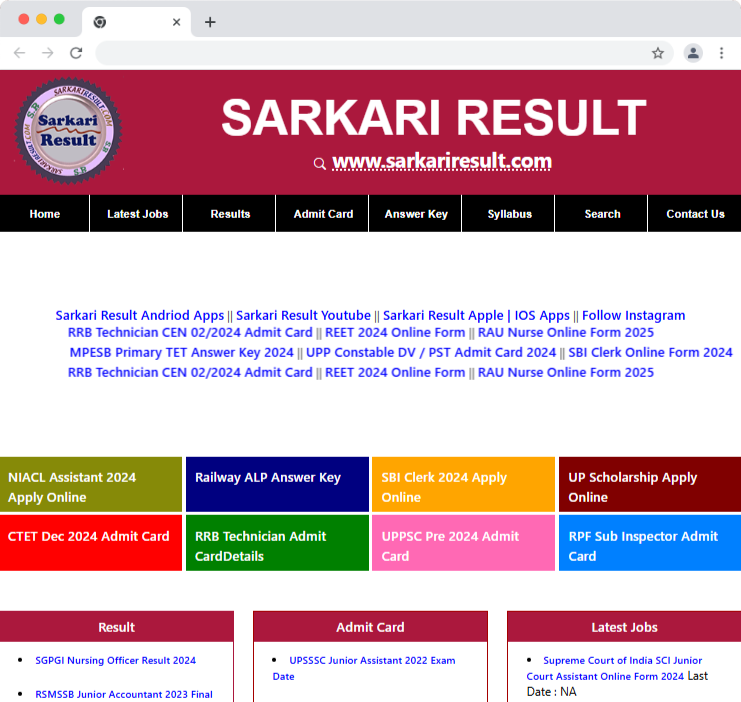 SARKARIRESULT.COM
S.B
Sarkari
Result
SARKARI RESULT
www.sarkariresult.com
Home Latest Jobs Results Admit Card Answer Key Syllabus Search Contact Us
Sarkari Result Andriod Apps || Sarkari Result Youtube || Sarkari Result Apple | IOS Apps || Follow Instagram
RRB Technician CEN 02/2024 Admit Card || REET 2024 Online Form || RAU Nurse Online Form 2025
MPESB Primary TET Answer Key 2024 || UPP Constable DV / PST Admit Card 2024 || SBI Clerk Online Form 2024
RRB Technician CEN 02/2024 Admit Card || REET 2024 Online Form || RAU Nurse Online Form 2025
NIACL Assistant 2024
Apply Online
Railway ALP Answer Key
SBI Clerk 2024 Apply
Online
UP Scholarship Apply
Online
CTET Dec 2024 Admit Card
RRB Technician Admit
CardDetails
UPPSC Pre 2024 Admit
Card
RPF Sub Inspector Admit
Card
Result
SGPGI Nursing Officer Result 2024
RSMSSB Junior Accountant 2023 Final
Admit Card
UPSSSC Junior Assistant 2022 Exam
Date
Latest Jobs
Supreme Court of India SCI Junior
Court Assistant Online Form 2024 Last
Date : NA